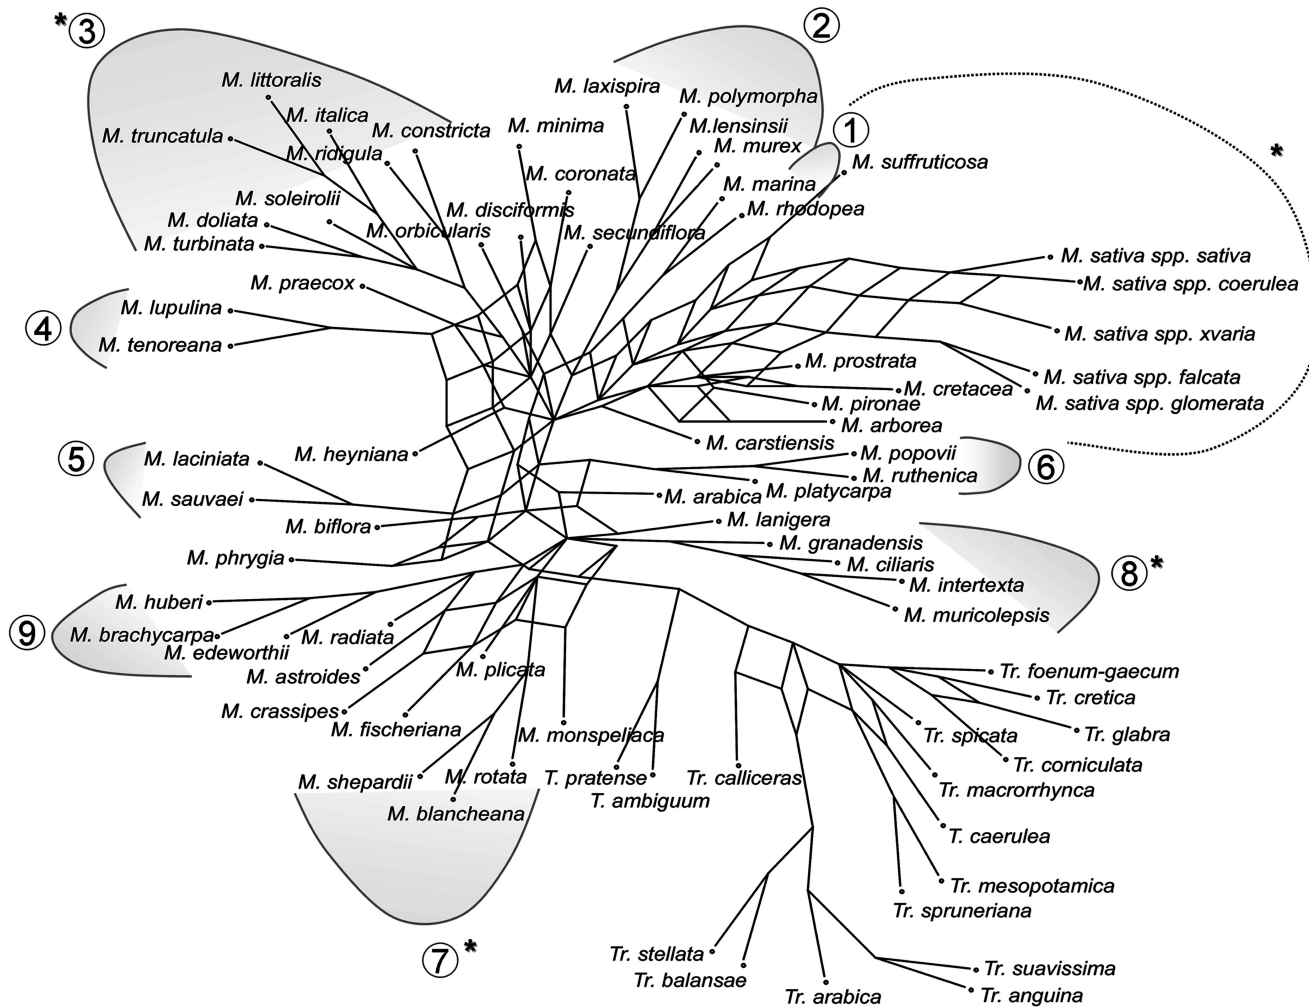 *
3
2
M. littoralis
M. laxispira
M. polymorpha
M. italica
M. truncatula
M. constricta
M. minima
M.lensinsii
1
*
M. ridigula
M. murex
M. suffruticosa
M. coronata
M. marina
M. soleirolii
M. disciformis
M. rhodopea
M. doliata
M. orbicularis
M. secundiflora
M. turbinata
M. sativa spp. sativa
M. praecox
M. sativa spp. coerulea
4
M. lupulina
M. sativa spp. xvaria
M. tenoreana
M. prostrata
M. sativa spp. falcata
M. cretacea
M. pironae
M. sativa spp. glomerata
M. arborea
M. carstiensis
5
M. laciniata
M. heyniana
M. popovii
6
M. ruthenica
M. sauvaei
M. arabica
M. platycarpa
M. biflora
M. lanigera
M. granadensis
M. phrygia
M. ciliaris
8
*
M. intertexta
M. huberi
M. muricolepsis
9
M. brachycarpa
M. radiata
M. edeworthii
M. astroides
M. plicata
Tr. foenum-gaecum
Tr. cretica
M. crassipes
M. fischeriana
M. monspeliaca
Tr. spicata
Tr. glabra
Tr. corniculata
M. shepardii
M. rotata
T. pratense
Tr. calliceras
Tr. macrorrhynca
T. ambiguum
M. blancheana
T. caerulea
Tr. mesopotamica
Tr. spruneriana
7
*
Tr. stellata
Tr. suavissima
Tr. balansae
Tr. arabica
Tr. anguina